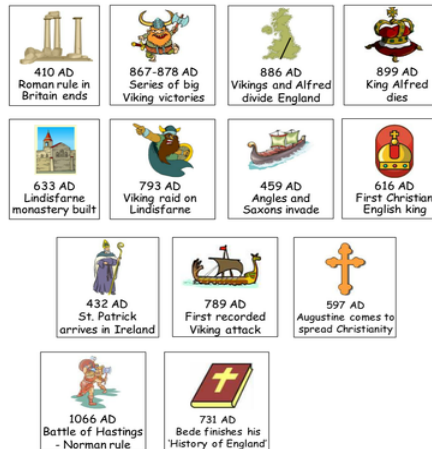 410 AD
Roman rule in
Britain ends
867-878 AD
Series of big
Viking victories
886 AD
Vikings and Alfred
divide England
899 AD
King Alfred
dies
633 AD
Lindisfarne
monastery built
793 AD
Viking raid on
Lindisfarne
459 AD
Angles and
Saxons invade
616 AD
First Christian
English king
432 AD
St. Patrick
arrives in Ireland
789 AD
First recorded
Viking attack
597 AD
Augustine comes to
spread Christianity
1066 AD
Battle of Hastings
- Norman rule
731 AD
Bede finishes his
'History of England'